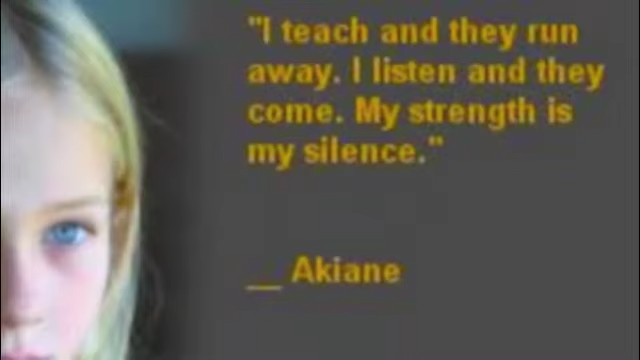 "I teach and they run
away. I listen and they
come. My strength is
my silence."
__ Akiane